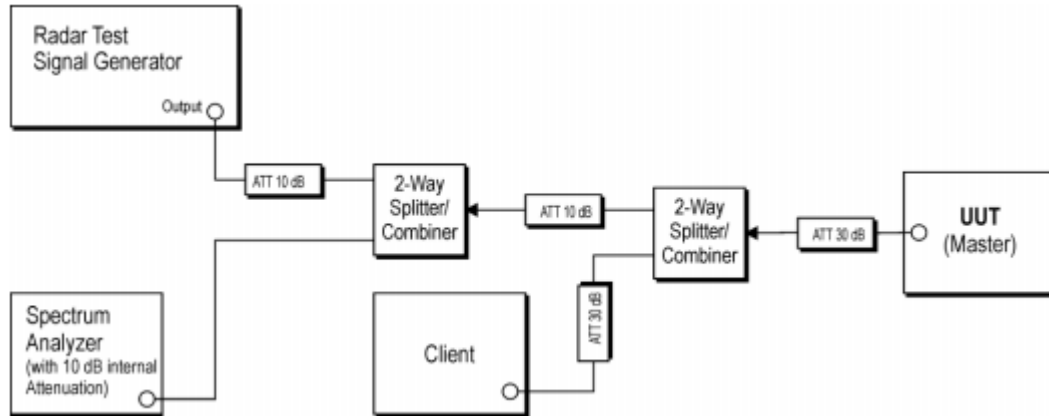 Radar Test
Signal Generator
Output
ATT 10 dB
2-Way
Splitter/
Combiner
ATT 10 dB
2-Way
Splitter/
Combiner
ATT 30 dB
UUT
(Master)
Spectrum
Analyzer
(with 10 dB internal
Attenuation)
Client
ATT 30 dB